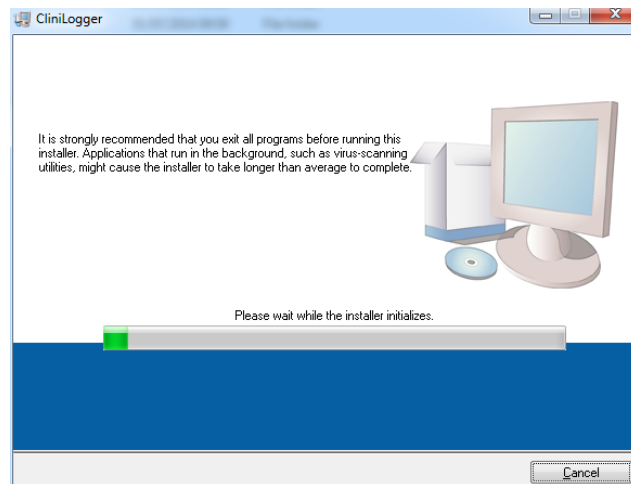 CliniLogger
It is strongly recommended that you exit all programs before running this
installer. Applications that run in the background, such as virus-scanning
utilities, might cause the installer to take longer than average to complete.
Please wait while the installer initializes.
Cancel